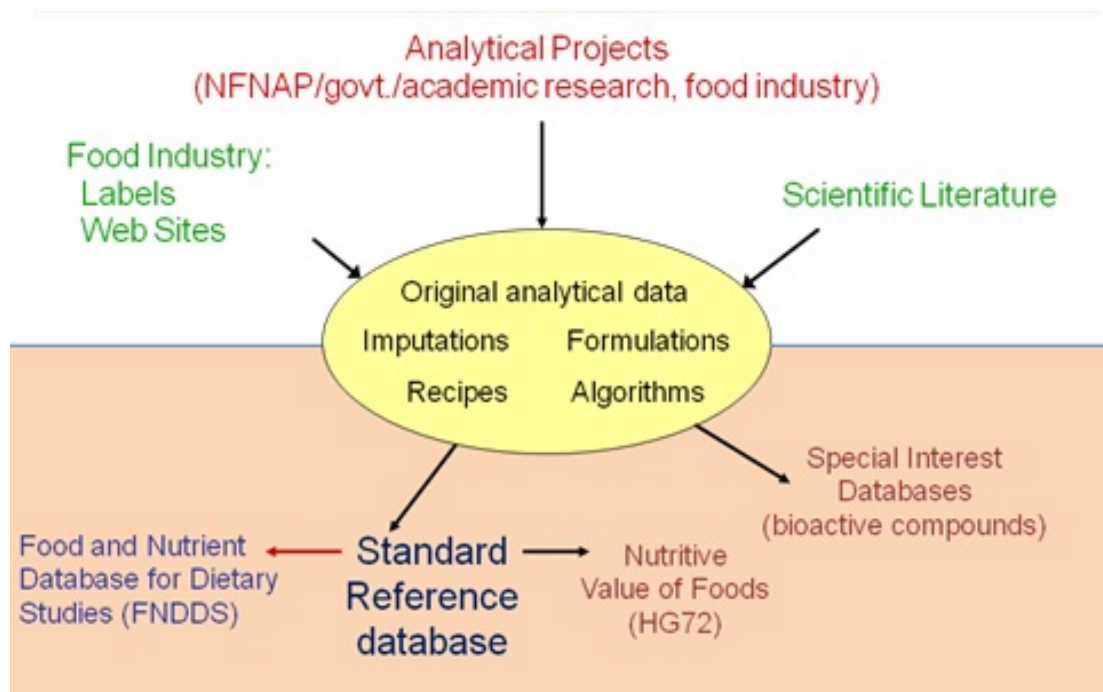 Analytical Projects
(NFNAP/govt./academic research, food industry)
Food Industry:
Labels
Web Sites
Scientific Literature
Original analytical data
Imputations Formulations
Recipes Algorithms
Special Interest
Databases
(bioactive compounds)
Food and Nutrient
Database for Dietary
Studies (FNDDS)
Standard
Reference
database
Nutritive
Value of Foods
(HG72)